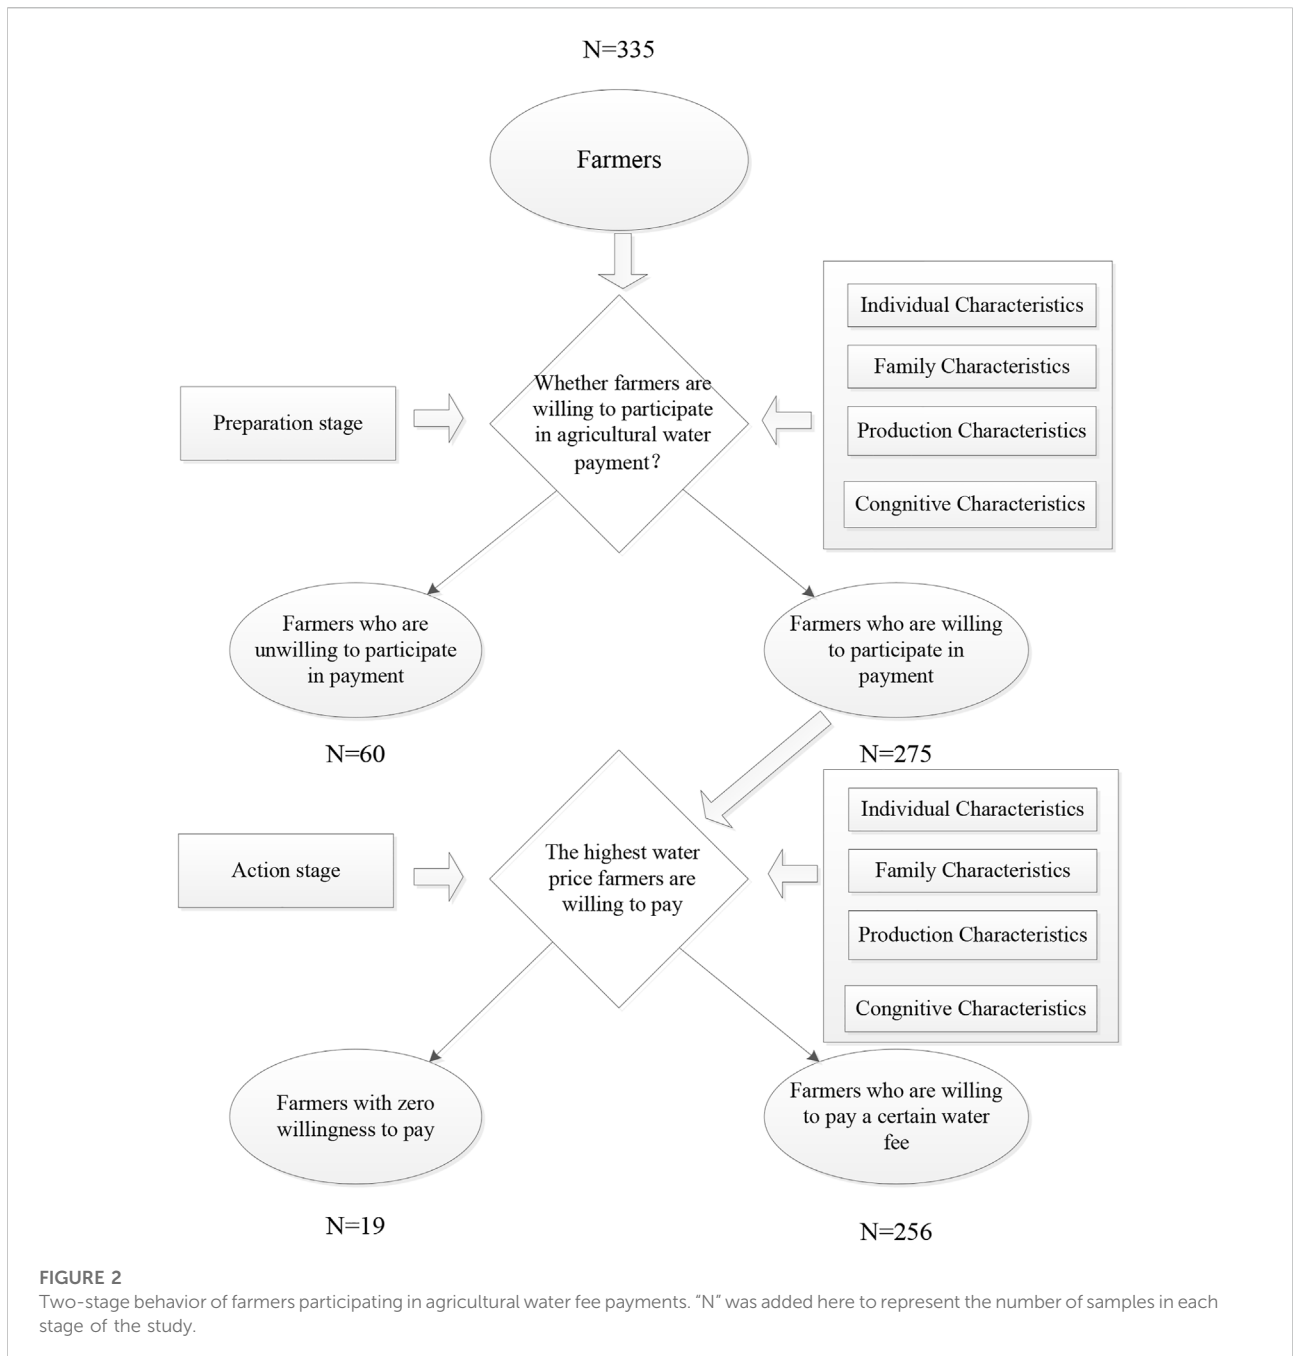 N=335
Farmers
Individual Characteristics
Family Characteristics
Production Characteristics
Congnitive Characteristics
Preparation stage
Whether farmers are
willing to participate
in agricultural water
payment?
Farmers who are
unwilling to participate
in payment
N=60
Farmers who are willing
to participate in
payment
N=275
Individual Characteristics
Family Characteristics
Production Characteristics
Congnitive Characteristics
Action stage
The highest water
price farmers are
willing to pay
Farmers with zero
willingness to pay
N=19
Farmers who are willing
to pay a certain water
fee
N=256
FIGURE 2
Two-stage behavior of farmers participating in agricultural water fee payments. “N” was added here to represent the number of samples in each
stage of the study.